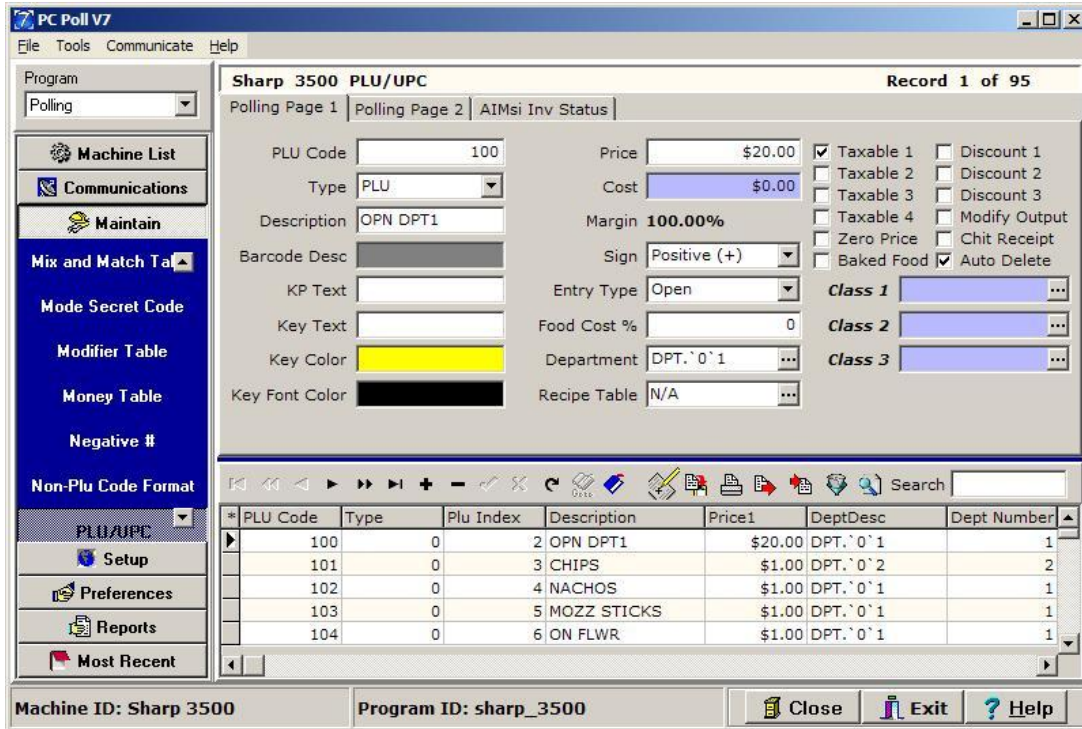 PC Poll V7
File Tools Communicate Help
Program
Polling
Machine List
Communications
Maintain
Mix and Match Ta
Mode Secret Code
Modifier Table
Money Table
Negative #
Non-Plu Code Format
PLU/UPC
Setup
Preferences
Reports
Most Recent
Sharp 3500 PLU/UPC Record 1 of 95
Polling Page 1 Polling Page 2 AIMsi Inv Status
PLU Code 100
Type PLU
Description OPN DPT1
Barcode Desc
KP Text
Key Text
Key Color
Key Font Color
Price $20.00
Cost $0.00
Margin 100.00%
Sign Positive (+)
Entry Type Open
Food Cost % 0
Department DPT.`0`1
Recipe Table N/A
Taxable 1 Discount 1
Taxable 2 Discount 2
Taxable 3 Discount 3
Taxable 4 Modify Output
Zero Price Chit Receipt
Baked Food Auto Delete
Class 1
Class 2
Class 3
Search
* PLU Code Type Plu Index Description Price1 DeptDesc Dept Number
100 0 2 OPN DPT1 $20.00 DPT.`0`1 1
101 0 3 CHIPS $1.00 DPT.`0`2 2
102 0 4 NACHOS $1.00 DPT.`0`1 1
103 0 5 MOZZ STICKS $1.00 DPT.`0`1 1
104 0 6 ON FLWR $1.00 DPT.`0`1 1
Machine ID: Sharp 3500 Program ID: sharp_3500 Close Exit Help